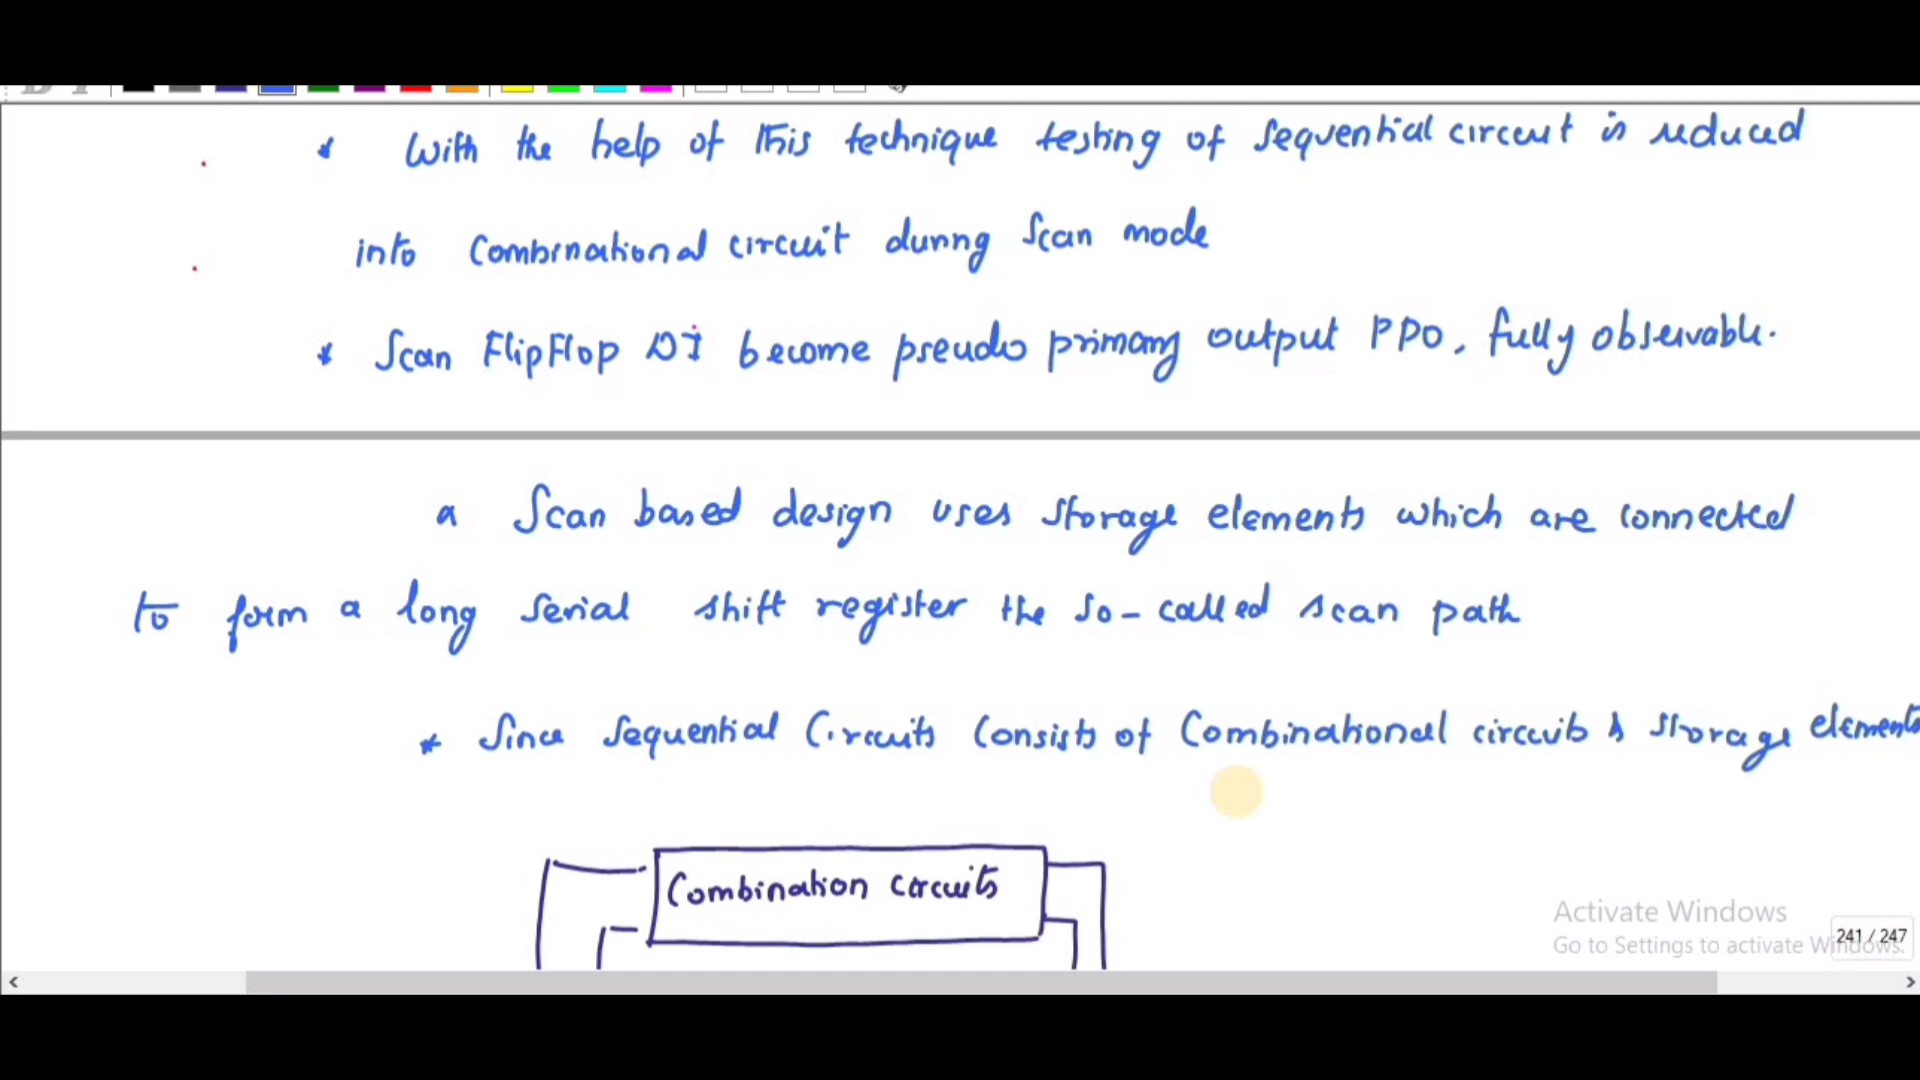 * With the help of this technique testing of sequential circuit is reduced
into Combinational circuit during Scan mode
* Scan FlipFlop DI become pseudo primary output PPO, fully observable.
* Scan based design uses storage elements which are connected
to form a long serial shift register the so-called scan path
* Since Sequential Circuits Consists of Combinational circuits & storage elements
Combination circuits
Activate Windows
Go to Settings to activate Windows.
241 / 247